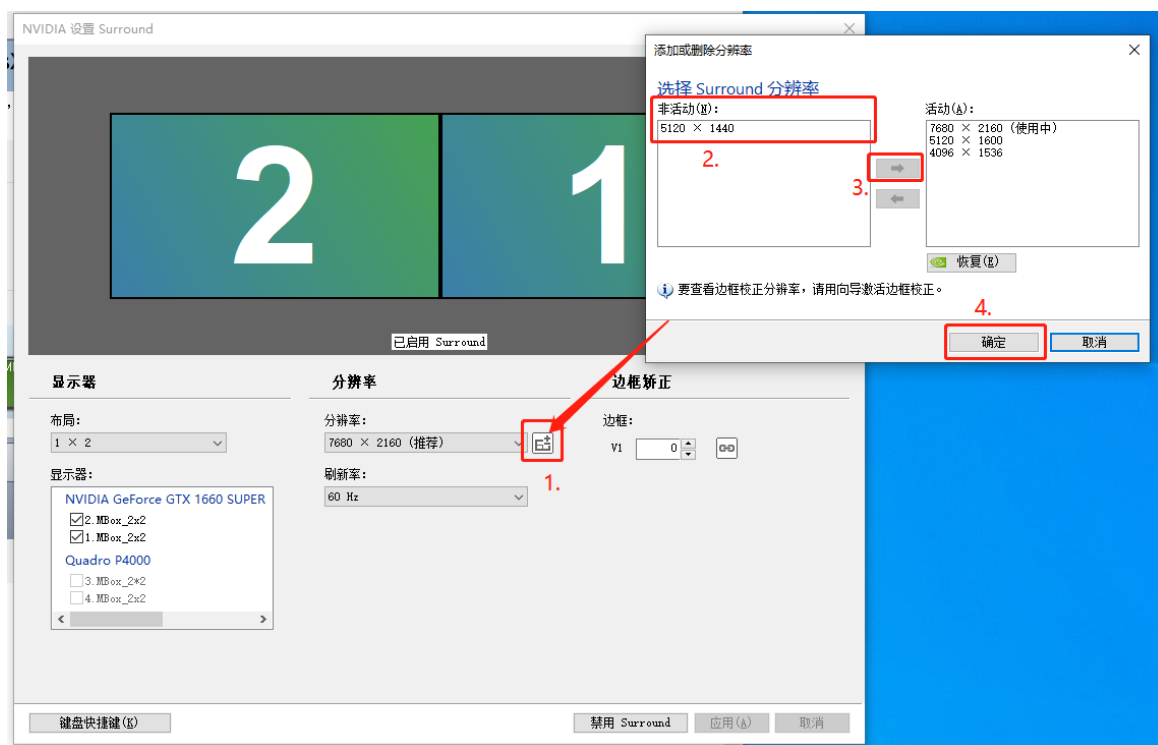 NVIDIA 设置 Surround
添加或删除分辨率
选择 Surround 分辨率
非活动(N):
活动(A):
5120 × 1440
7680 × 2160 (使用中)
5120 × 1600
4096 × 1536
2.
3.
恢复(E)
要查看边框校正分辨率，请用向导激活边框校正。
4.
确定
取消
2
1
已启用 Surround
显示器
分辨率
边框矫正
布局:
1 × 2
分辨率:
7680 × 2160 (推荐)
1.
边框:
V1
0
显示器:
刷新率:
60 Hz
NVIDIA GeForce GTX 1660 SUPER
2.MBox_2x2
1.MBox_2x2
Quadro P4000
3.MBox_2*2
4.MBox_2x2
键盘快捷键(K)
禁用 Surround
应用(A)
取消